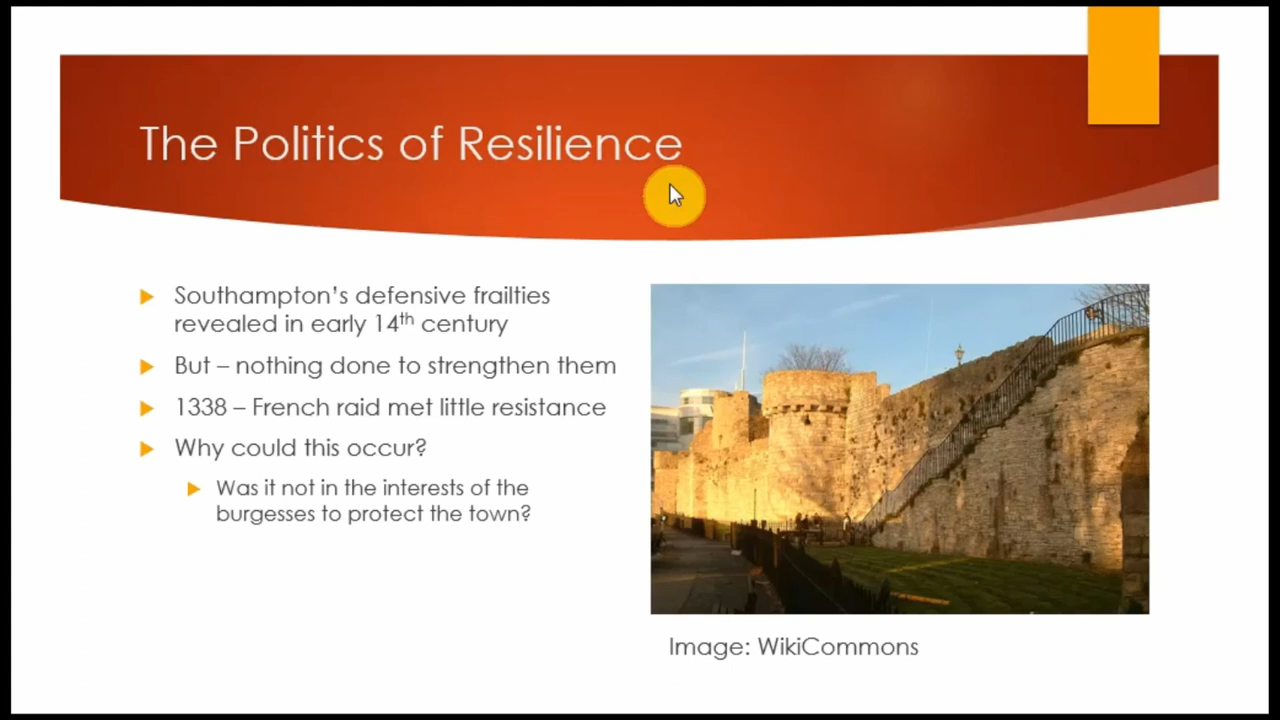 The Politics of Resilience
Southampton's defensive frailties
revealed in early 14th century
But – nothing done to strengthen them
1338 – French raid met little resistance
Why could this occur?
Was it not in the interests of the
burgesses to protect the town?
Image: WikiCommons